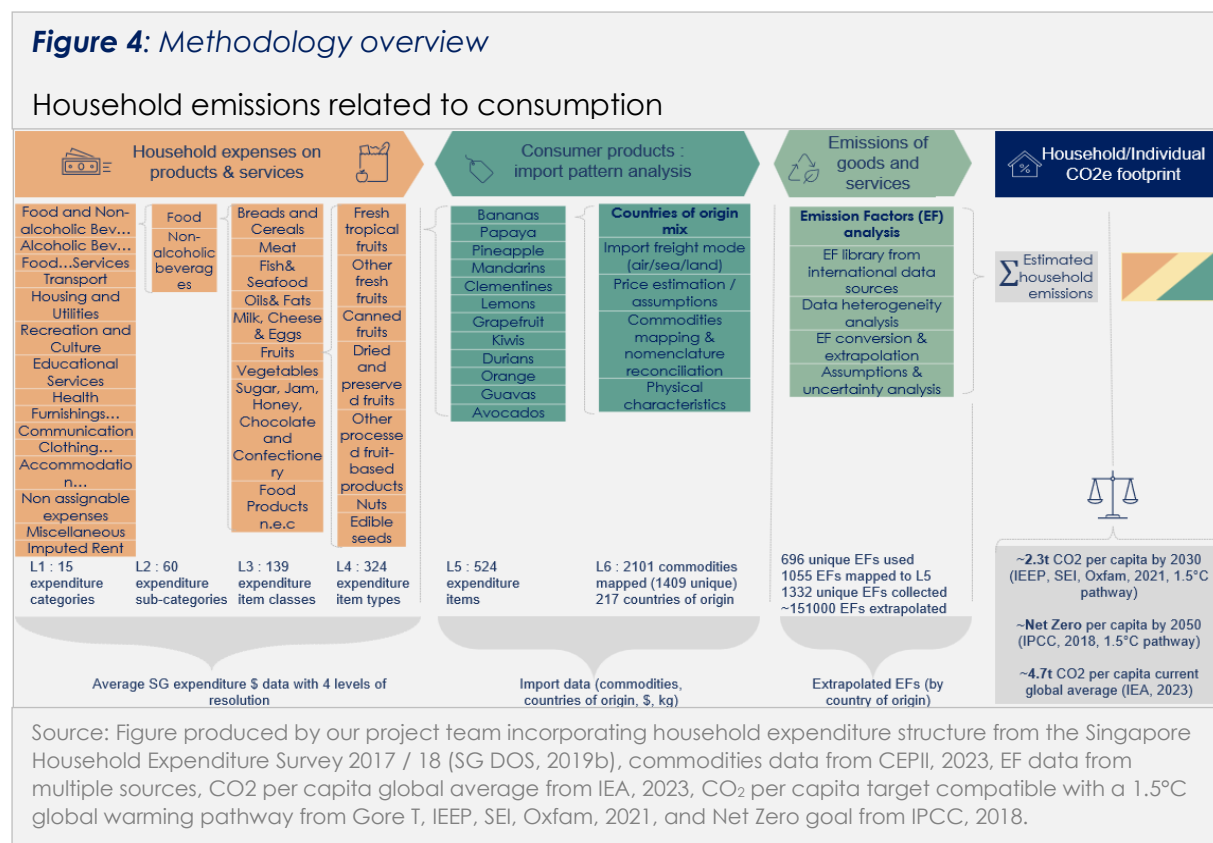 Figure 4: Methodology overview
Household emissions related to consumption
Household expenses on
products & services
Consumer products :
import pattern analysis
Emissions of
goods and
services
Household/Individual
CO2e footprint
%
Food and Non-
alcoholic Bev…
Alcoholic Bev…
Food…Services
Transport
Housing and
Utilities
Recreation and
Culture
Educational
Services
Health
Furnishings…
Communication
Clothing…
Accommodatio
n…
Non assignable
expenses
Miscellaneous
Imputed Rent
Food
Non-
alcoholic
beverag
es
Breads and
Cereals
Meat
Fish&
Seafood
Oils& Fats
Milk, Cheese
& Eggs
Fruits
Vegetables
Sugar, Jam,
Honey,
Chocolate
and
Confectione
ry
Food
Products
n.e.c
Fresh
tropical
fruits
Other
fresh
fruits
Canned
fruits
Dried
and
preserve
d fruits
Other
processe
d fruit-
based
products
Nuts
Edible
seeds
Bananas
Papaya
Pineapple
Mandarins
Clementines
Lemons
Grapefruit
Kiwis
Durians
Orange
Guavas
Avocados
Countries of origin
mix
Import freight mode
(air/sea/land)
Price estimation /
assumptions
Commodities
mapping &
nomenclature
reconciliation
Physical
characteristics
Emission Factors (EF)
analysis
EF library from
international data
sources
Data heterogeneity
analysis
EF conversion &
extrapolation
Assumptions &
uncertainty analysis
∑ Estimated
household
emissions
L1 : 15
expenditure
categories
L2 : 60
expenditure
sub-categories
L3 : 139
expenditure
item classes
L4 : 324
expenditure
item types
L5 : 524
expenditure
items
L6 : 2101 commodities
mapped (1409 unique)
217 countries of origin
696 unique EFs used
1055 EFs mapped to L5
1332 unique EFs collected
~151000 EFs extrapolated
~2.3t CO2 per capita by 2030
(IEEP, SEI, Oxfam, 2021, 1.5°C
pathway)
~Net Zero per capita by 2050
(IPCC, 2018, 1.5°C pathway)
~4.7t CO2 per capita current
global average (IEA, 2023)
Average SG expenditure $ data with 4 levels of
resolution
Import data (commodities,
countries of origin, $, kg)
Extrapolated EFs (by
country of origin)
Source: Figure produced by our project team incorporating household expenditure structure from the Singapore
Household Expenditure Survey 2017 / 18 (SG DOS, 2019b), commodities data from CEPII, 2023, EF data from
multiple sources, CO2 per capita global average from IEA, 2023, CO₂ per capita target compatible with a 1.5°C
global warming pathway from Gore T, IEEP, SEI, Oxfam, 2021, and Net Zero goal from IPCC, 2018.